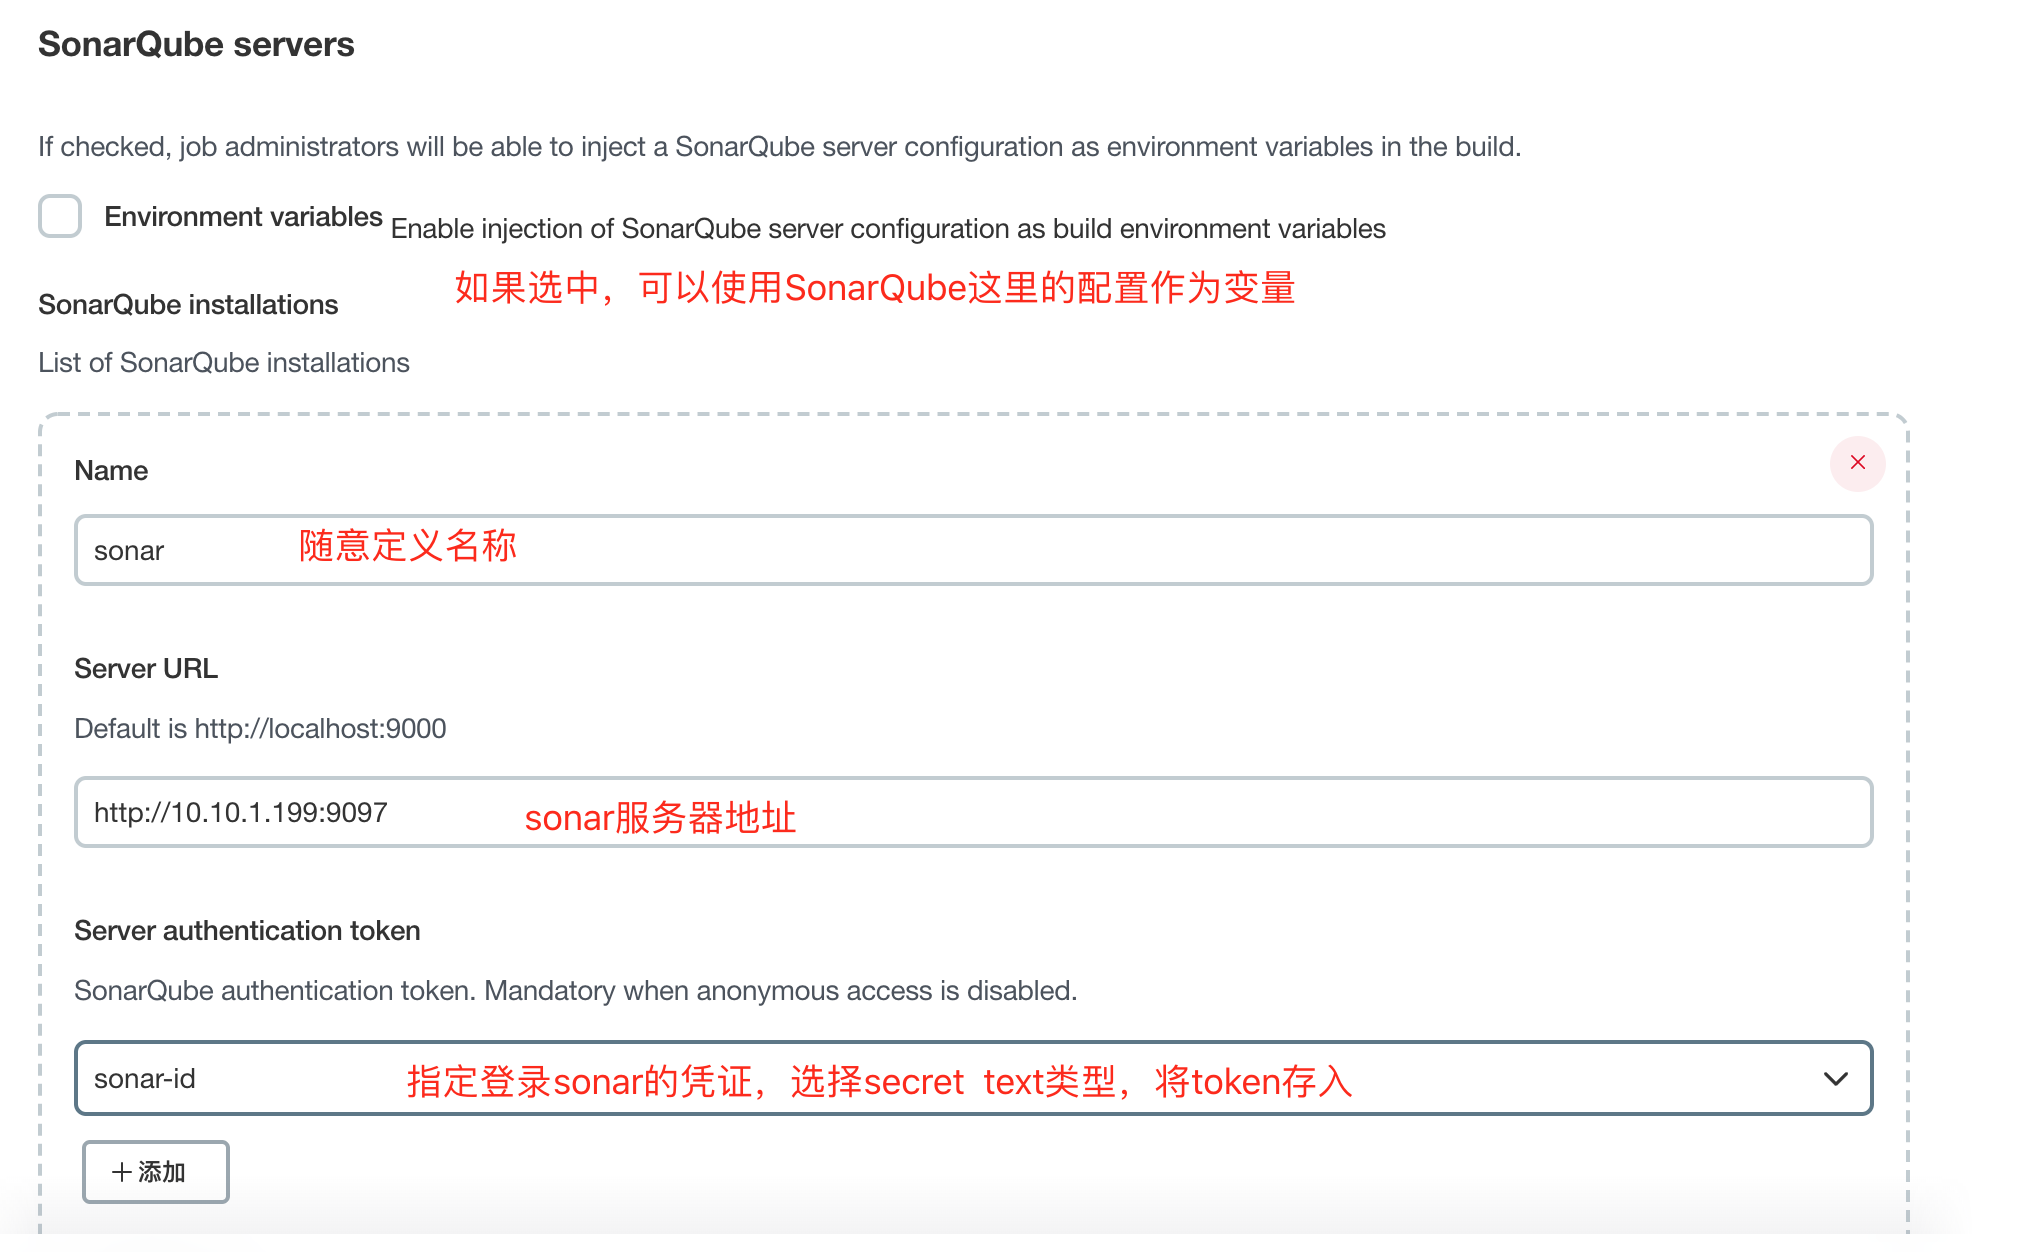 SonarQube servers
If checked, job administrators will be able to inject a SonarQube server configuration as environment variables in the build.
Environment variables Enable injection of SonarQube server configuration as build environment variables
如果选中，可以使用SonarQube这里的配置作为变量
SonarQube installations
List of SonarQube installations
Name
sonar 随意定义名称
Server URL
Default is http://localhost:9000
http://10.10.1.199:9097 sonar服务器地址
Server authentication token
SonarQube authentication token. Mandatory when anonymous access is disabled.
sonar-id 指定登录sonar的凭证，选择secret text类型，将token存入
+ 添加